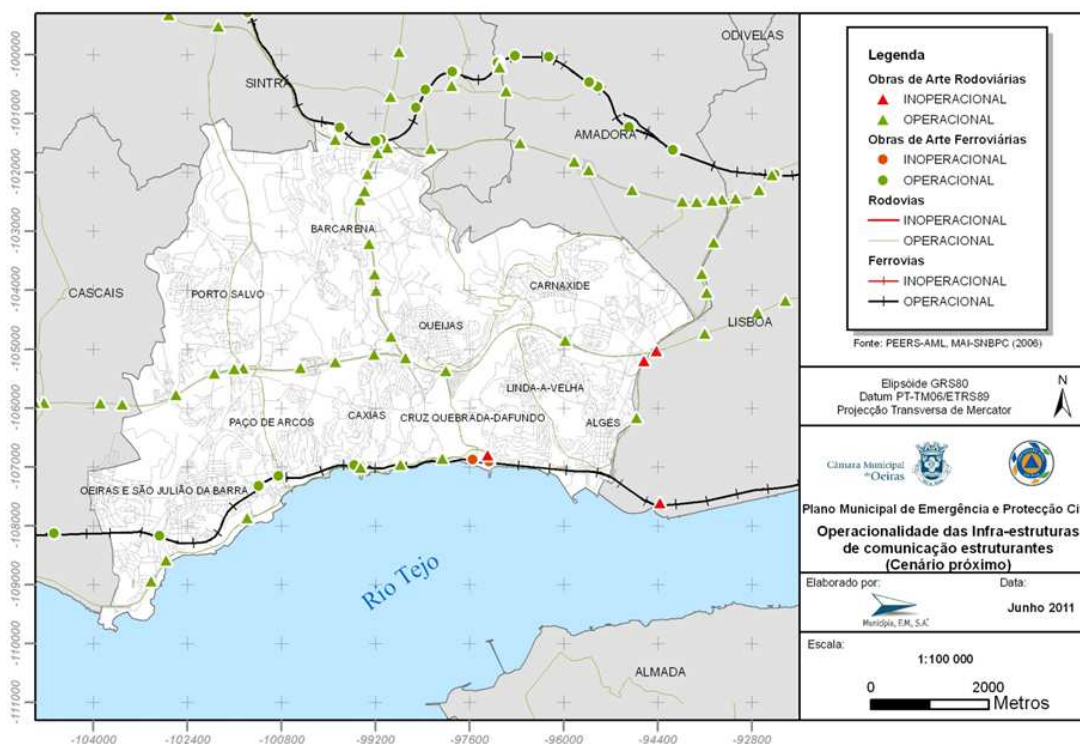 ODIVELAS
SINTRA
AMADORA
BARCARENA
CASCAIS
PORTO SALVO
CARNAXIDE
QUEIJAS
LISBOA
LINDA-A-VELHA
CAXIAS
CRUZ QUEBRADA-DAFUNDO
PAÇO DE ARCOS
ALGÉS
OEIRAS E SÃO JULIÃO DA BARRA
Rio Tejo
ALMADA
-100000
-101000
-102000
-103000
-104000
-105000
-106000
-107000
-108000
-109000
-110000
-111000
-104000 -102400 -100800 -99200 -97600 -96000 -94400 -92800
Legenda
Obras de Arte Rodoviárias
INOPERACIONAL
OPERACIONAL
Obras de Arte Ferroviárias
INOPERACIONAL
OPERACIONAL
Rodovias
INOPERACIONAL
OPERACIONAL
Ferrovias
INOPERACIONAL
OPERACIONAL
Fonte: PEERS-AML, MAI-SNBPC (2006)
Elipsóide GRS80
Datum PT-TM06/ETRS89
Projecção Transversa de Mercator
N
Câmara Municipal
de Oeiras
Plano Municipal de Emergência e Protecção Ci
Operacionalidade das Infra-estruturas
de comunicação estruturantes
(Cenário próximo)
Elaborado por:
Município, E.M., S.A.
Data:
Junho 2011
Escala:
1:100 000
0 2000
Metros